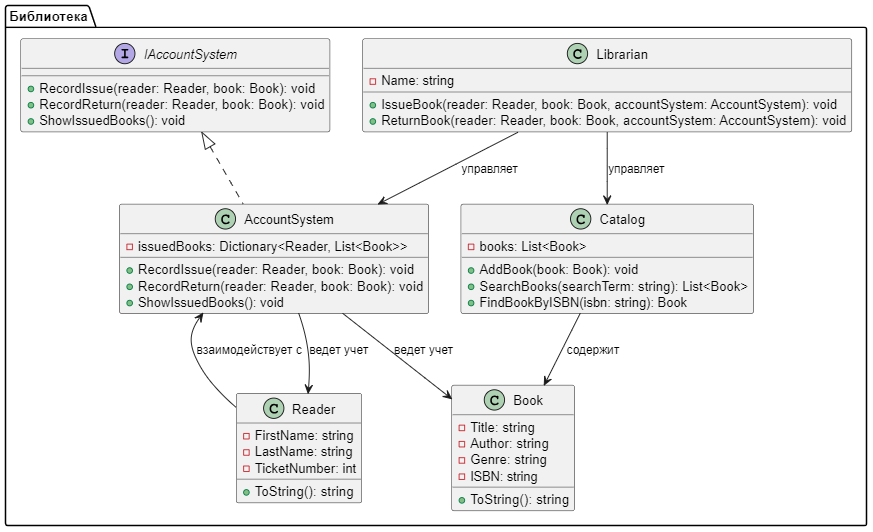 Библиотека
I IAccountSystem
RecordIssue(reader: Reader, book: Book): void
RecordReturn(reader: Reader, book: Book): void
ShowIssuedBooks(): void
C Librarian
Name: string
IssueBook(reader: Reader, book: Book, accountSystem: AccountSystem): void
ReturnBook(reader: Reader, book: Book, accountSystem: AccountSystem): void
управляет
управляет
C AccountSystem
issuedBooks: Dictionary<Reader, List<Book>>
RecordIssue(reader: Reader, book: Book): void
RecordReturn(reader: Reader, book: Book): void
ShowIssuedBooks(): void
C Catalog
books: List<Book>
AddBook(book: Book): void
SearchBooks(searchTerm: string): List<Book>
FindBookByISBN(isbn: string): Book
взаимодействует с
ведет учет
ведет учет
содержит
C Reader
FirstName: string
LastName: string
TicketNumber: int
ToString(): string
C Book
Title: string
Author: string
Genre: string
ISBN: string
ToString(): string